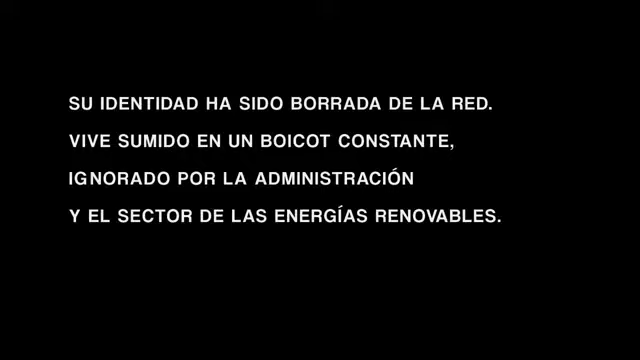 SU IDENTIDAD HA SIDO BORRADA DE LA RED.
VIVE SUMIDO EN UN BOICOT CONSTANTE,
IGNORADO POR LA ADMINISTRACIÓN
Y EL SECTOR DE LAS ENERGÍAS RENOVABLES.